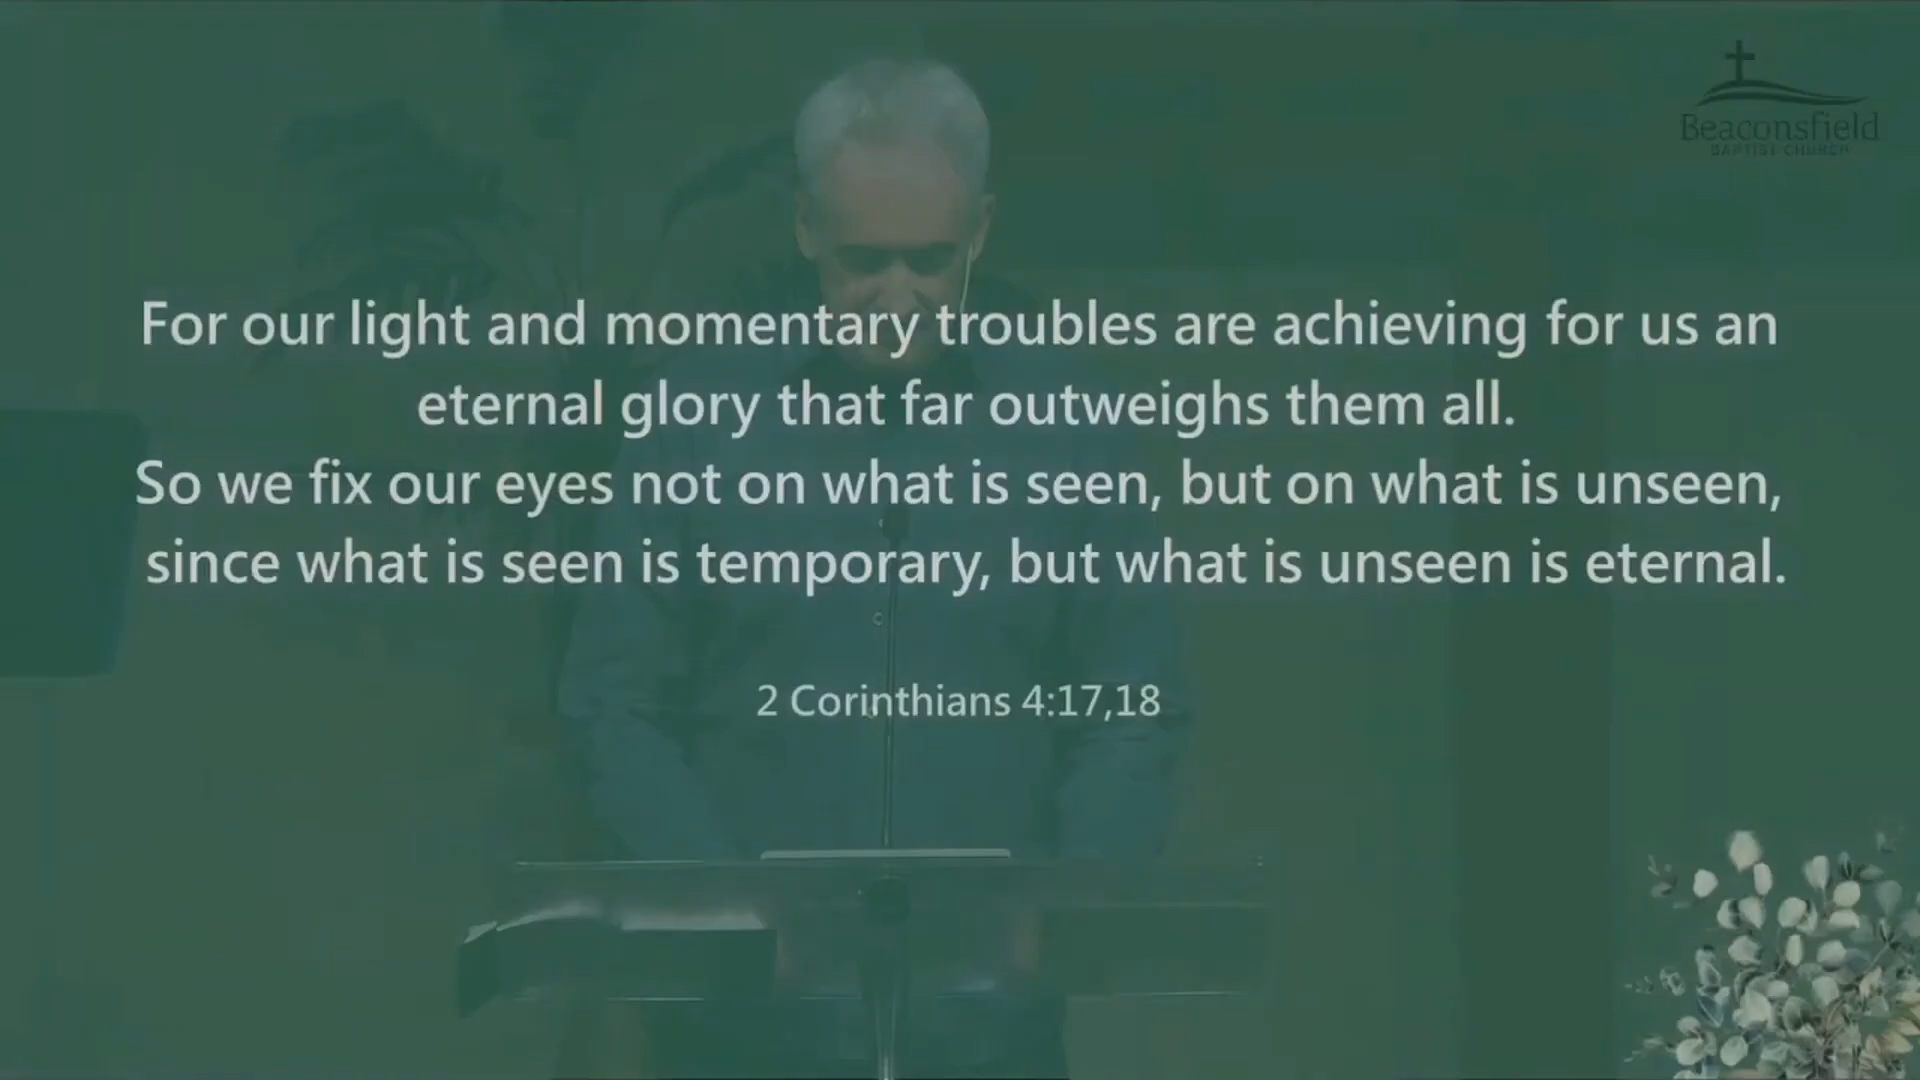 Beaconsfield
BAPTIST CHURCH
For our light and momentary troubles are achieving for us an
eternal glory that far outweighs them all.
So we fix our eyes not on what is seen, but on what is unseen,
since what is seen is temporary, but what is unseen is eternal.
2 Corinthians 4:17,18